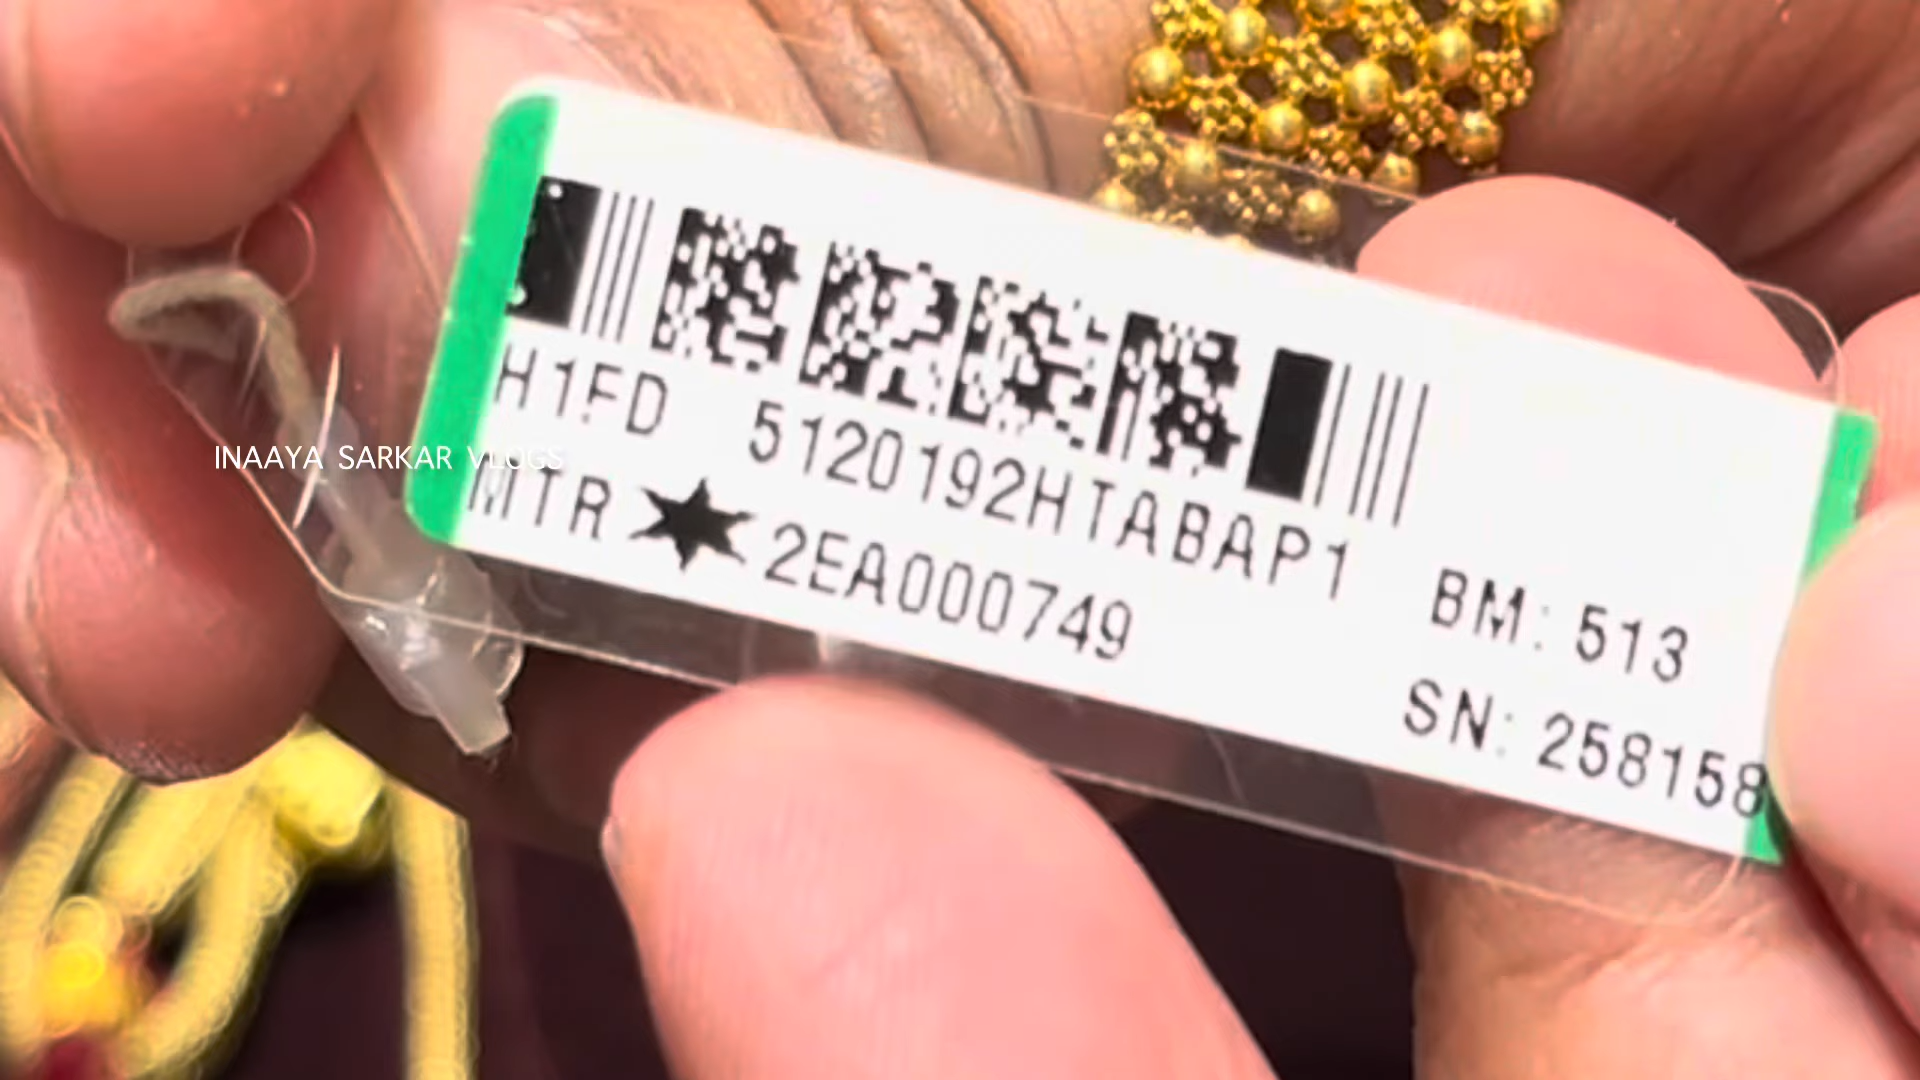 H1FD 5120192HTABAP1 BM: 513
MTR ★ 2EA000749 SN: 258158
INAAYA SARKAR VLOGS